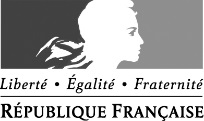 Liberté • Égalité • Fraternité
RÉPUBLIQUE FRANÇAISE